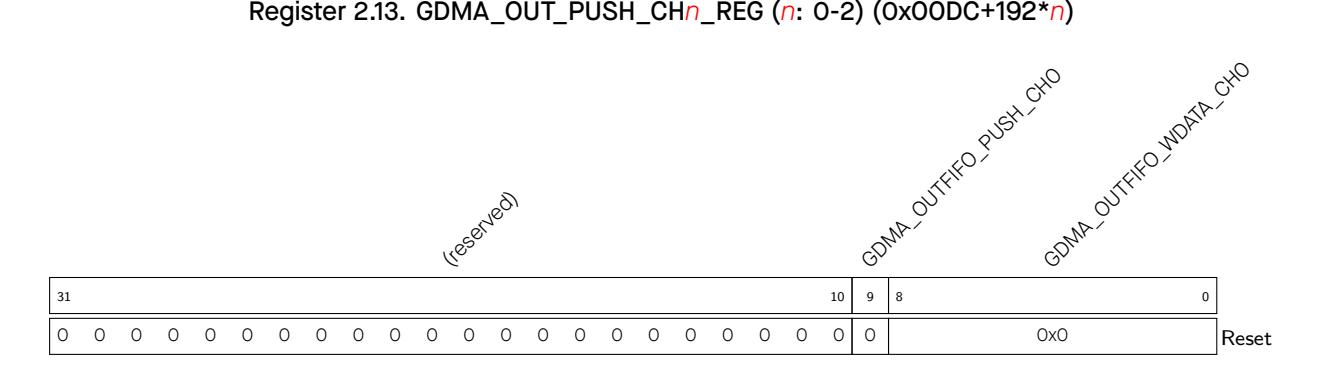 Register 2.13. GDMA_OUT_PUSH_CHn_REG (n: 0-2) (0x00DC+192*n)
(reserved)
GDMA_OUTFIFO_PUSH_CH0
GDMA_OUTFIFO_WDATA_CH0
31 10 9 8 0
0 0 0 0 0 0 0 0 0 0 0 0 0 0 0 0 0 0 0 0 0 0 0 0x0 Reset